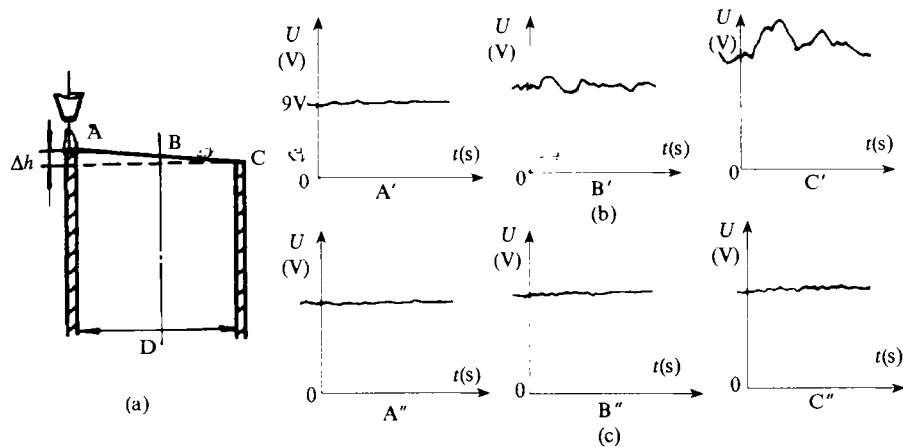 A
B
C
Δh
D
(a)
U
(V)
9V
0
t(s)
A′
U
(V)
0
t(s)
B′
(b)
U
(V)
0
t(s)
C′
U
(V)
0
t(s)
A″
U
(V)
0
t(s)
B″
(c)
U
(V)
0
t(s)
C″